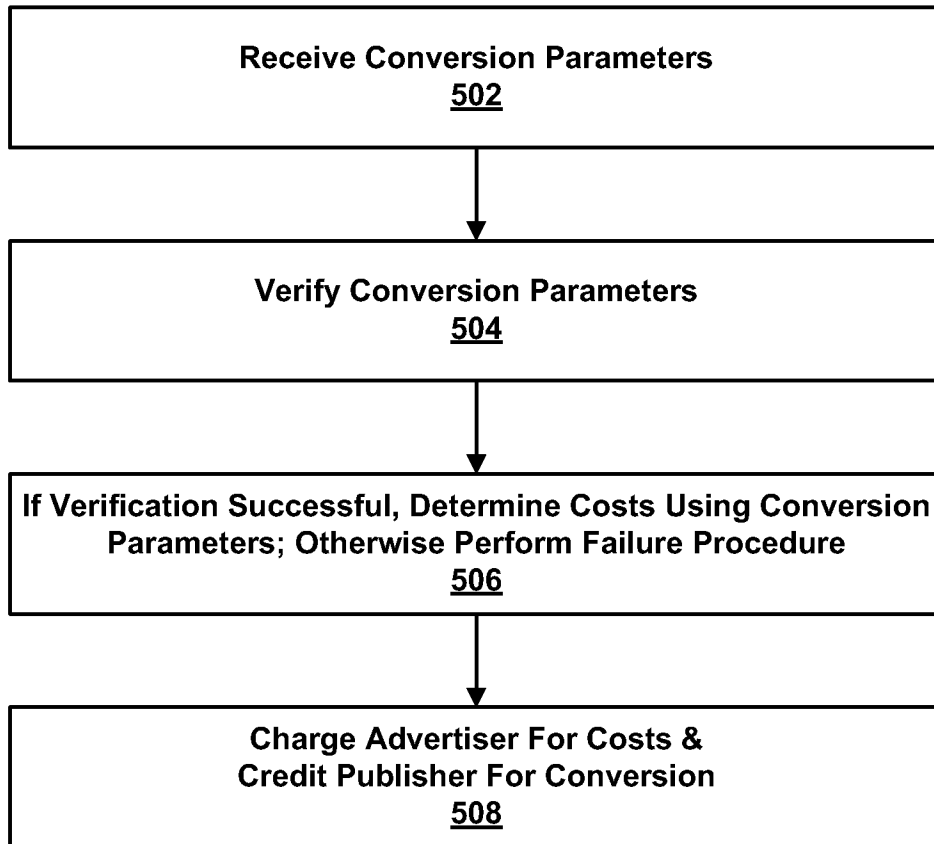 Receive Conversion Parameters
502
Verify Conversion Parameters
504
If Verification Successful, Determine Costs Using Conversion
Parameters; Otherwise Perform Failure Procedure
506
Charge Advertiser For Costs &
Credit Publisher For Conversion
508